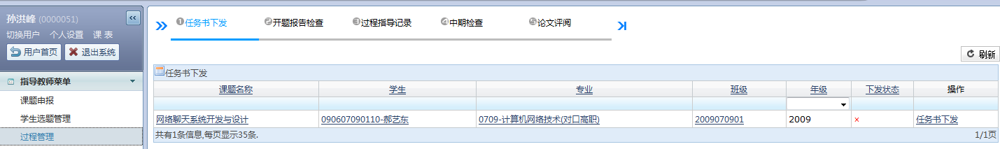 孙洪峰 (0000051)
切换用户 个人设置 课 表
用户首页 退出系统
指导教师菜单
课题申报
学生选题管理
过程管理
1 任务书下发 2 开题报告检查 3 过程指导记录 4 中期检查 5 论文评阅
刷新
任务书下发
课题名称 学生 专业 班级 年级 下发状态 操作
网络聊天系统开发与设计 090607090110-郝艺东 0709-计算机网络技术(对口高职) 2009070901 2009 × 任务书下发
共有1条信息,每页显示35条. 1/1页